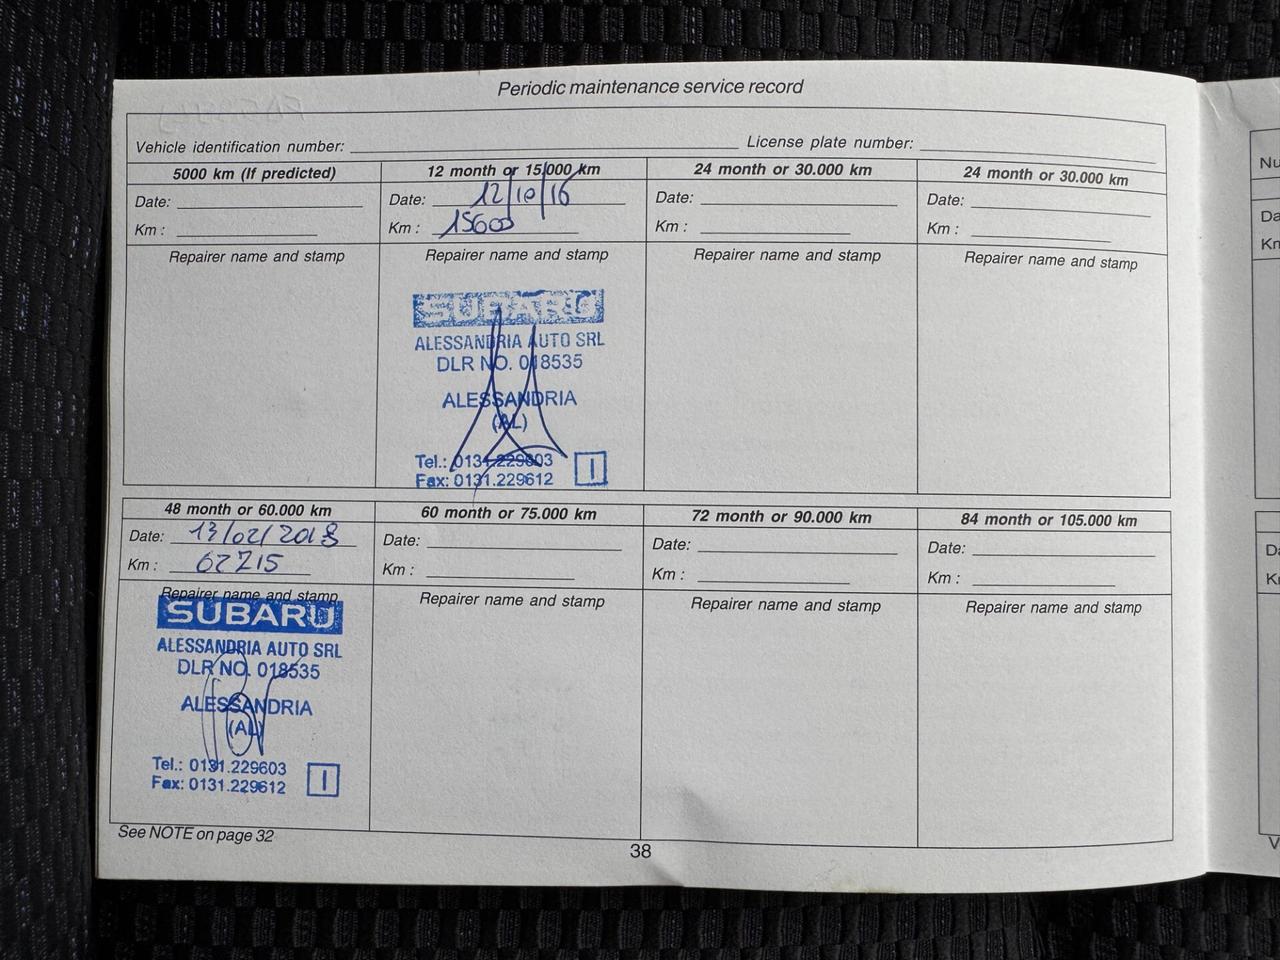 Periodic maintenance service record
Vehicle identification number: License plate number:
5000 km (If predicted)
Date:
Km :
Repairer name and stamp
12 month or 15.000 km
Date: 12/10/16
Km : 15600
Repairer name and stamp
SUBARU
ALESSANDRIA AUTO SRL
DLR NO. 018535
ALESSANDRIA
(AL)
Tel.: 0131.229603
Fax: 0131.229612
I
24 month or 30.000 km
Date:
Km :
Repairer name and stamp
24 month or 30.000 km
Date:
Km :
Repairer name and stamp
48 month or 60.000 km
Date: 13/02/2018
Km : 62715
Repairer name and stamp
SUBARU
ALESSANDRIA AUTO SRL
DLR NO. 018535
ALESSANDRIA
(AL)
Tel.: 0131.229603
Fax: 0131.229612
I
60 month or 75.000 km
Date:
Km :
Repairer name and stamp
72 month or 90.000 km
Date:
Km :
Repairer name and stamp
84 month or 105.000 km
Date:
Km :
Repairer name and stamp
See NOTE on page 32
38